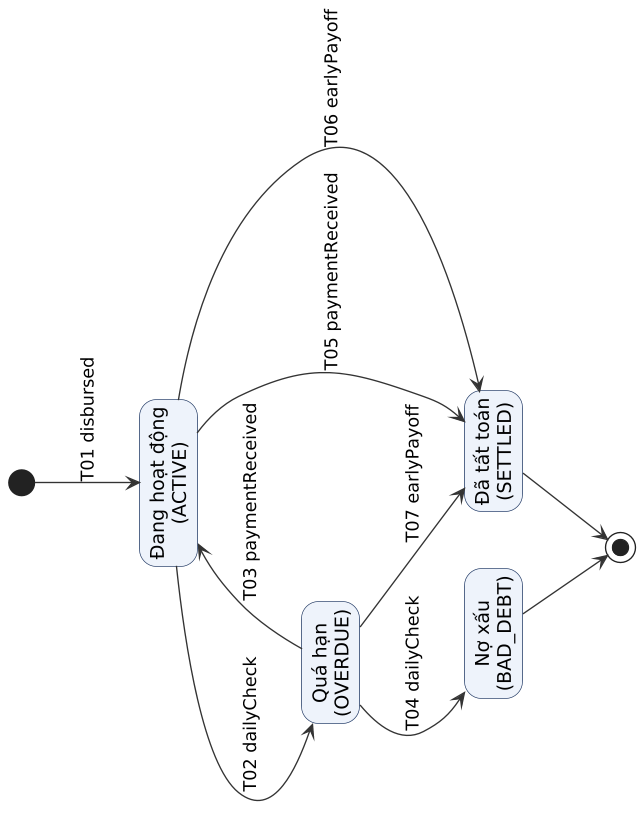 T01 disbursed
Đang hoạt động
(ACTIVE)
T02 dailyCheck
T03 paymentReceived
T05 paymentReceived
T06 earlyPayoff
Quá hạn
(OVERDUE)
T04 dailyCheck
T07 earlyPayoff
Nợ xấu
(BAD_DEBT)
Đã tất toán
(SETTLED)